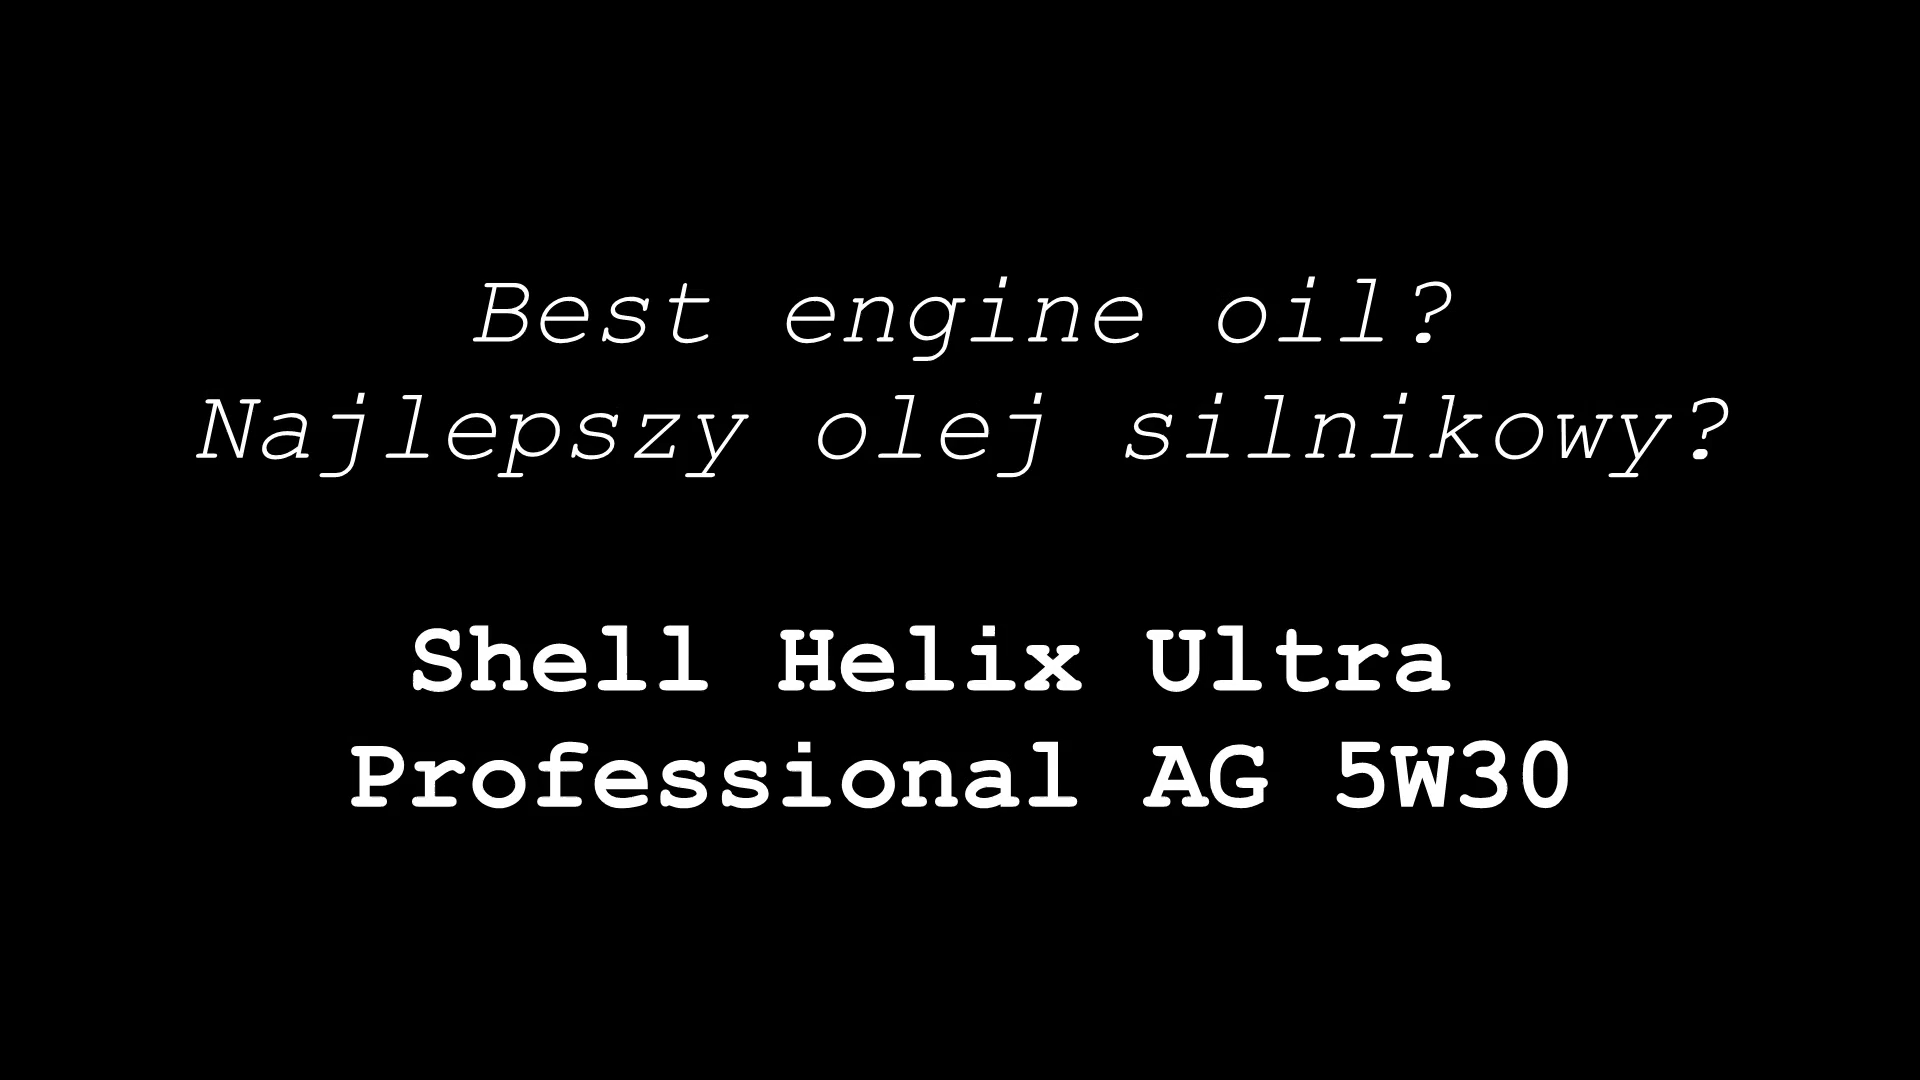 Best engine oil?
Najlepszy olej silnikowy?
Shell Helix Ultra
Professional AG 5W30